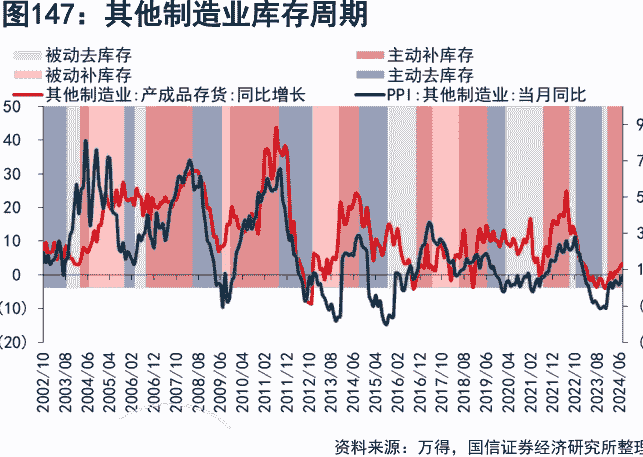 图147：其他制造业库存周期
被动去库存 主动补库存
被动补库存 主动去库存
其他制造业:产成品存货:同比增长 PPI:其他制造业:当月同比
50 9
40 7
30 5
20 3
10 1
0
(10)
(20)
2002/10 2003/08 2004/06 2005/04 2006/02 2006/12 2007/10 2008/08 2009/06 2010/04 2011/02 2011/12 2012/10 2013/08 2014/06 2015/04 2016/02 2016/12 2017/10 2018/08 2019/06 2020/04 2021/02 2021/12 2022/10 2023/08 2024/06
资料来源：万得，国信证券经济研究所整理